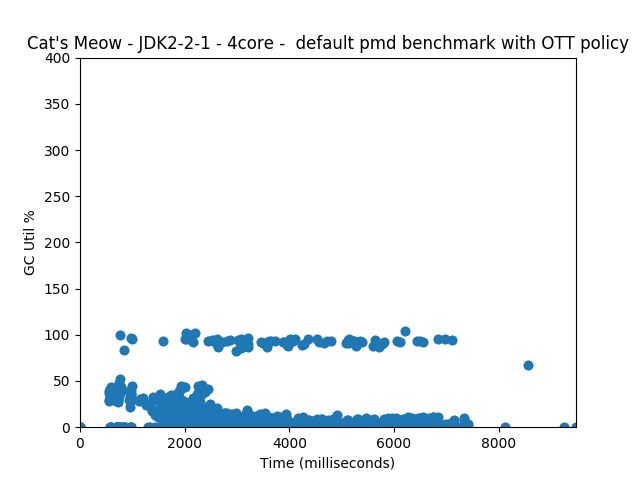 Cat's Meow - JDK2-2-1 - 4core -  default pmd benchmark with OTT policy
400
350
300
250
200
150
100
50
0
GC Util %
0 2000 4000 6000 8000
Time (milliseconds)